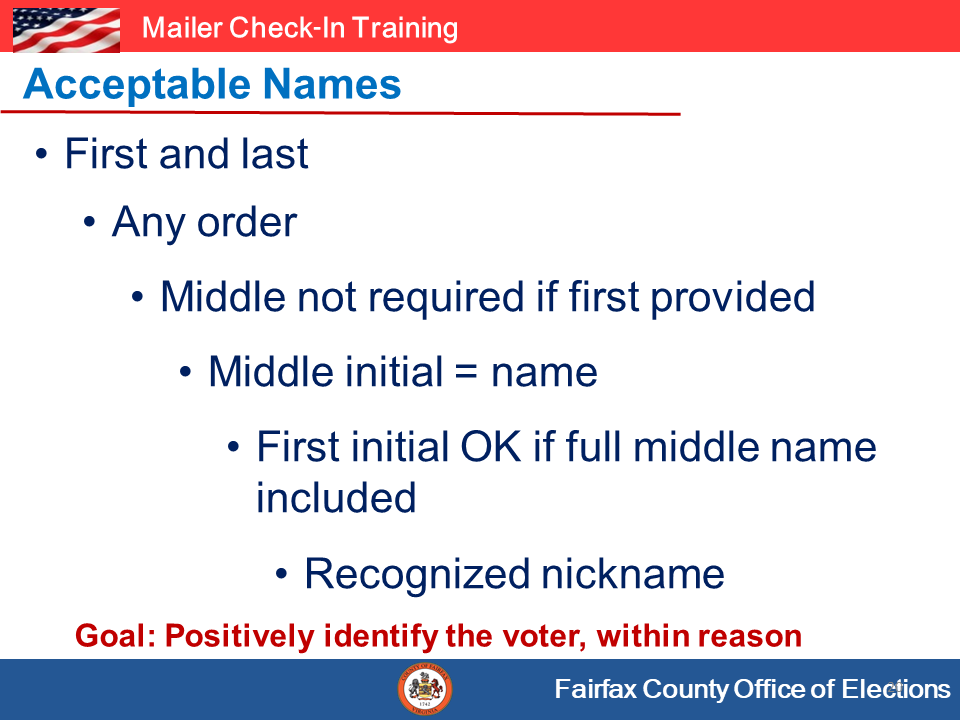 Mailer Check-In Training
Acceptable Names
• First and last
• Any order
• Middle not required if first provided
• Middle initial = name
• First initial OK if full middle name
included
• Recognized nickname
Goal: Positively identify the voter, within reason
Fairfax County Office of Elections